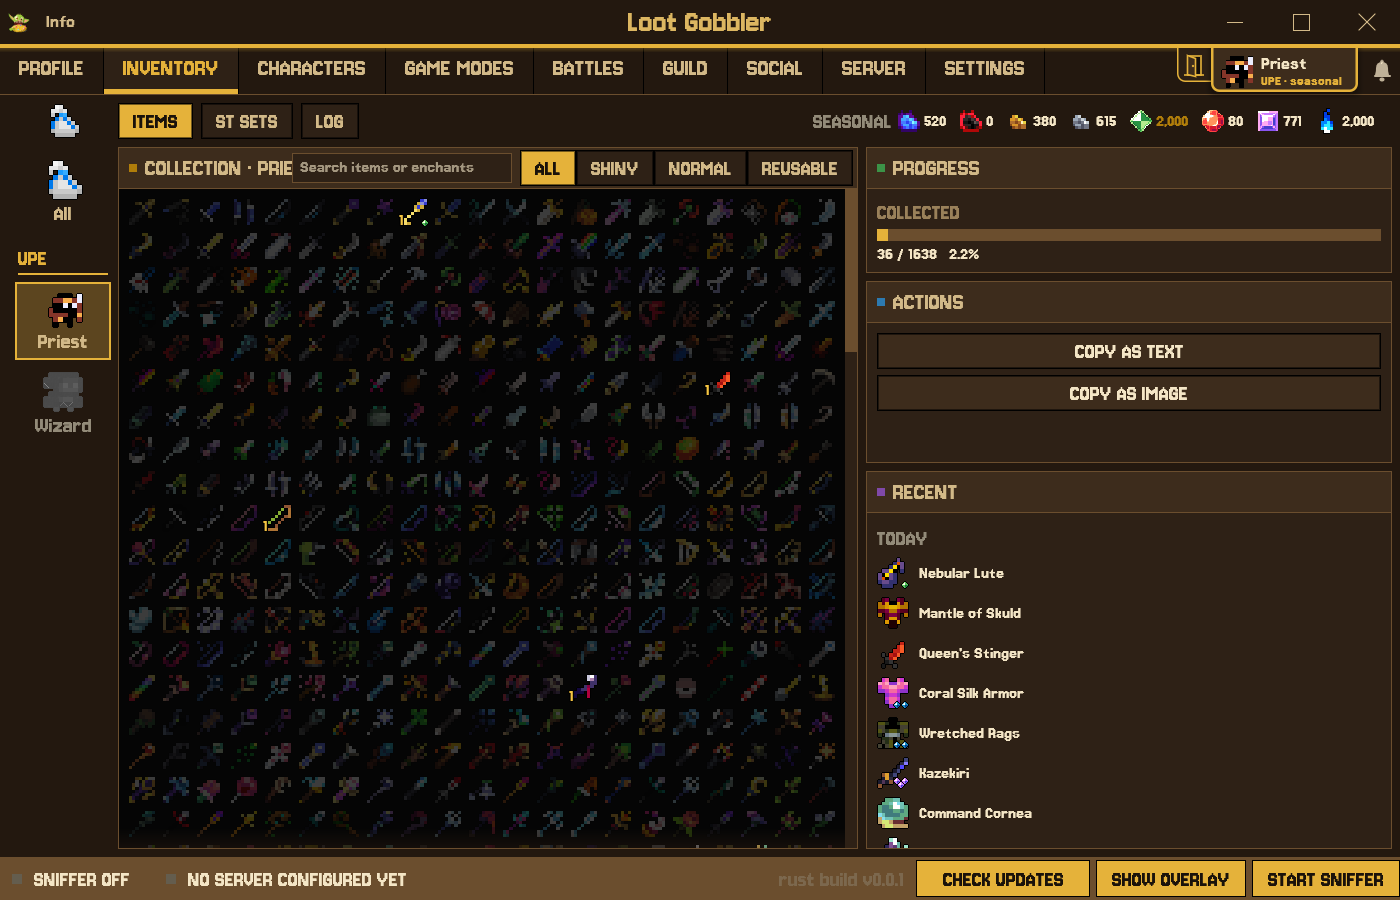 Info
Loot Gobbler
PROFILE INVENTORY CHARACTERS GAME MODES BATTLES GUILD SOCIAL SERVER SETTINGS
Priest
UPE · seasonal
ITEMS ST SETS LOG
SEASONAL 520 0 380 615 2,000 80 771 2,000
All
UPE
Priest
Wizard
COLLECTION · PRIE
Search items or enchants
ALL SHINY NORMAL REUSABLE
1
1
1
1
PROGRESS
COLLECTED
36 / 1638 2.2%
ACTIONS
COPY AS TEXT
COPY AS IMAGE
RECENT
TODAY
Nebular Lute
Mantle of Skuld
Queen's Stinger
Coral Silk Armor
Wretched Rags
Kazekiri
Command Cornea
SNIFFER OFF NO SERVER CONFIGURED YET
rust build v0.0.1
CHECK UPDATES SHOW OVERLAY START SNIFFER